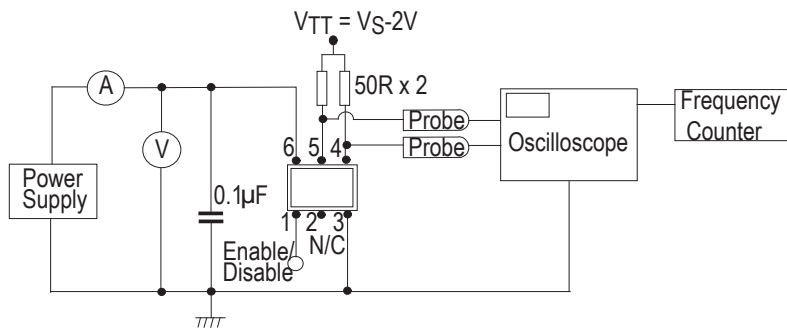 VTT = VS-2V
A
50R x 2
Probe
Frequency
Counter
Oscilloscope
Probe
V
6 5 4
Power
Supply
0.1µF
1 2 3
N/C
Enable/
Disable